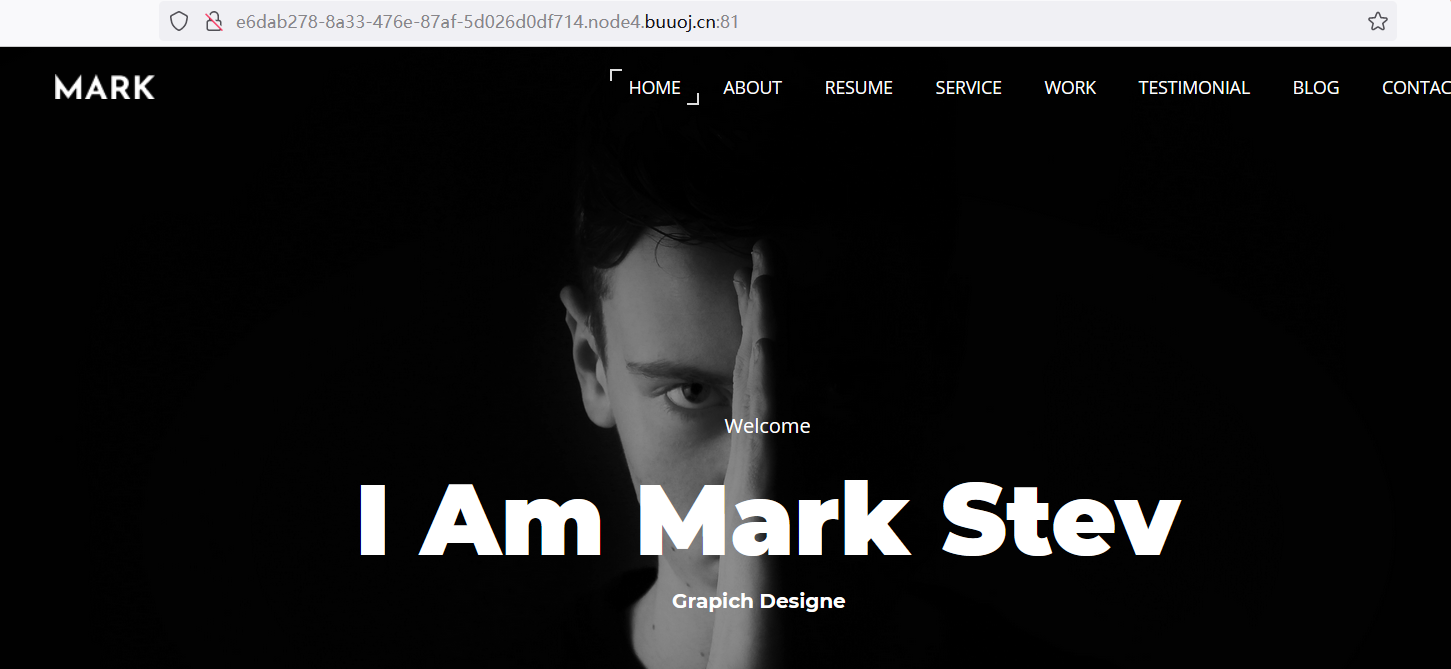 e6dab278-8a33-476e-87af-5d026d0df714.node4.buuoj.cn:81
MARK HOME ABOUT RESUME SERVICE WORK TESTIMONIAL BLOG CONTAC
Welcome
I Am Mark Stev
Grapich Designe